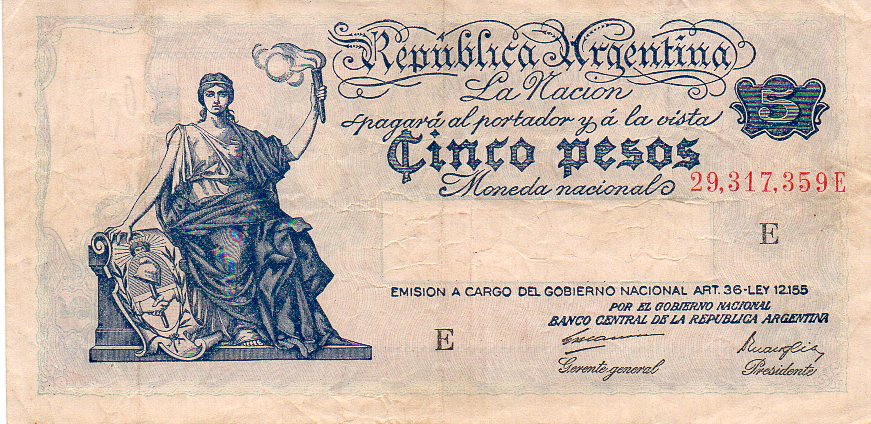 República Argentina
La Nacion
pagará al portador y á la vista
5
Cinco pesos
Moneda nacional
29,317,359E
E
EMISION A CARGO DEL GOBIERNO NACIONAL ART. 36-LEY 12.155
POR EL GOBIERNO NACIONAL
BANCO CENTRAL DE LA REPUBLICA ARGENTINA
E
Gerente general
Presidente